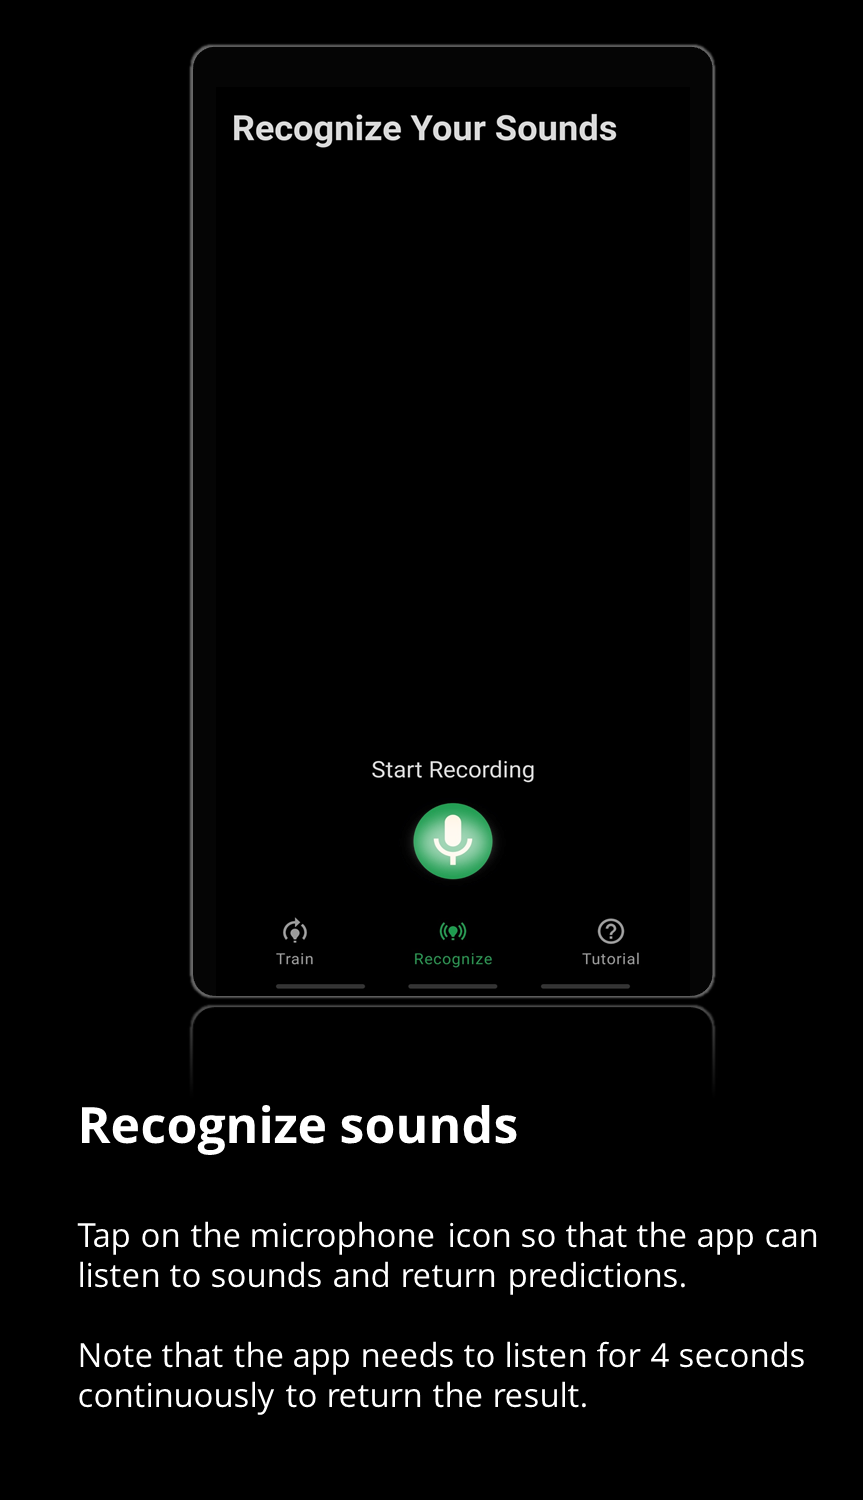 Recognize Your Sounds
Start Recording
Train
Recognize
Tutorial
Recognize sounds
Tap on the microphone icon so that the app can
listen to sounds and return predictions.
Note that the app needs to listen for 4 seconds
continuously to return the result.